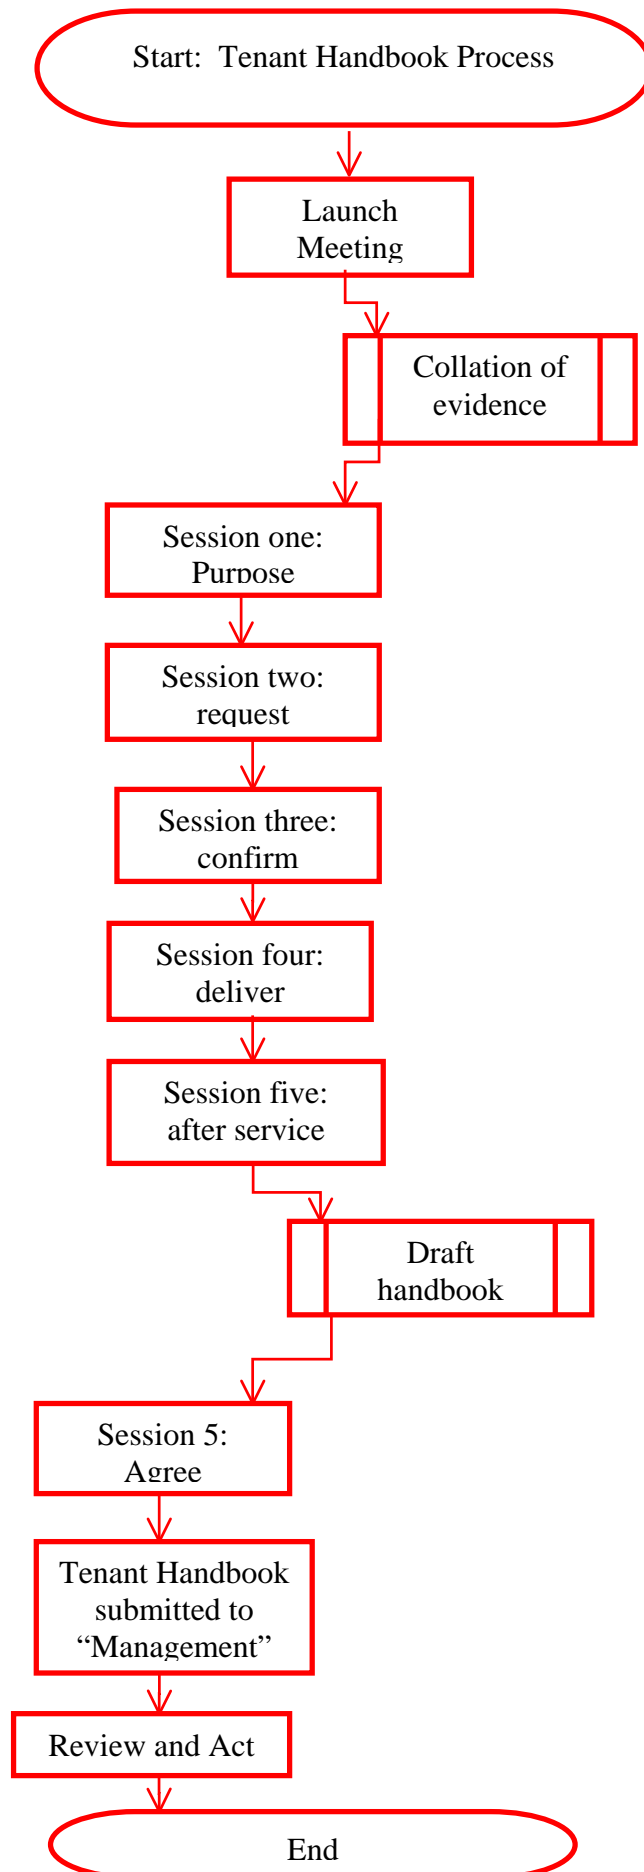 Start:  Tenant Handbook Process
Launch
Meeting
Collation of
evidence
Session one:
Purpose
Session two:
request
Session three:
confirm
Session four:
deliver
Session five:
after service
Draft
handbook
Session 5:
Agree
Tenant Handbook
submitted to
“Management”
Review and Act
End